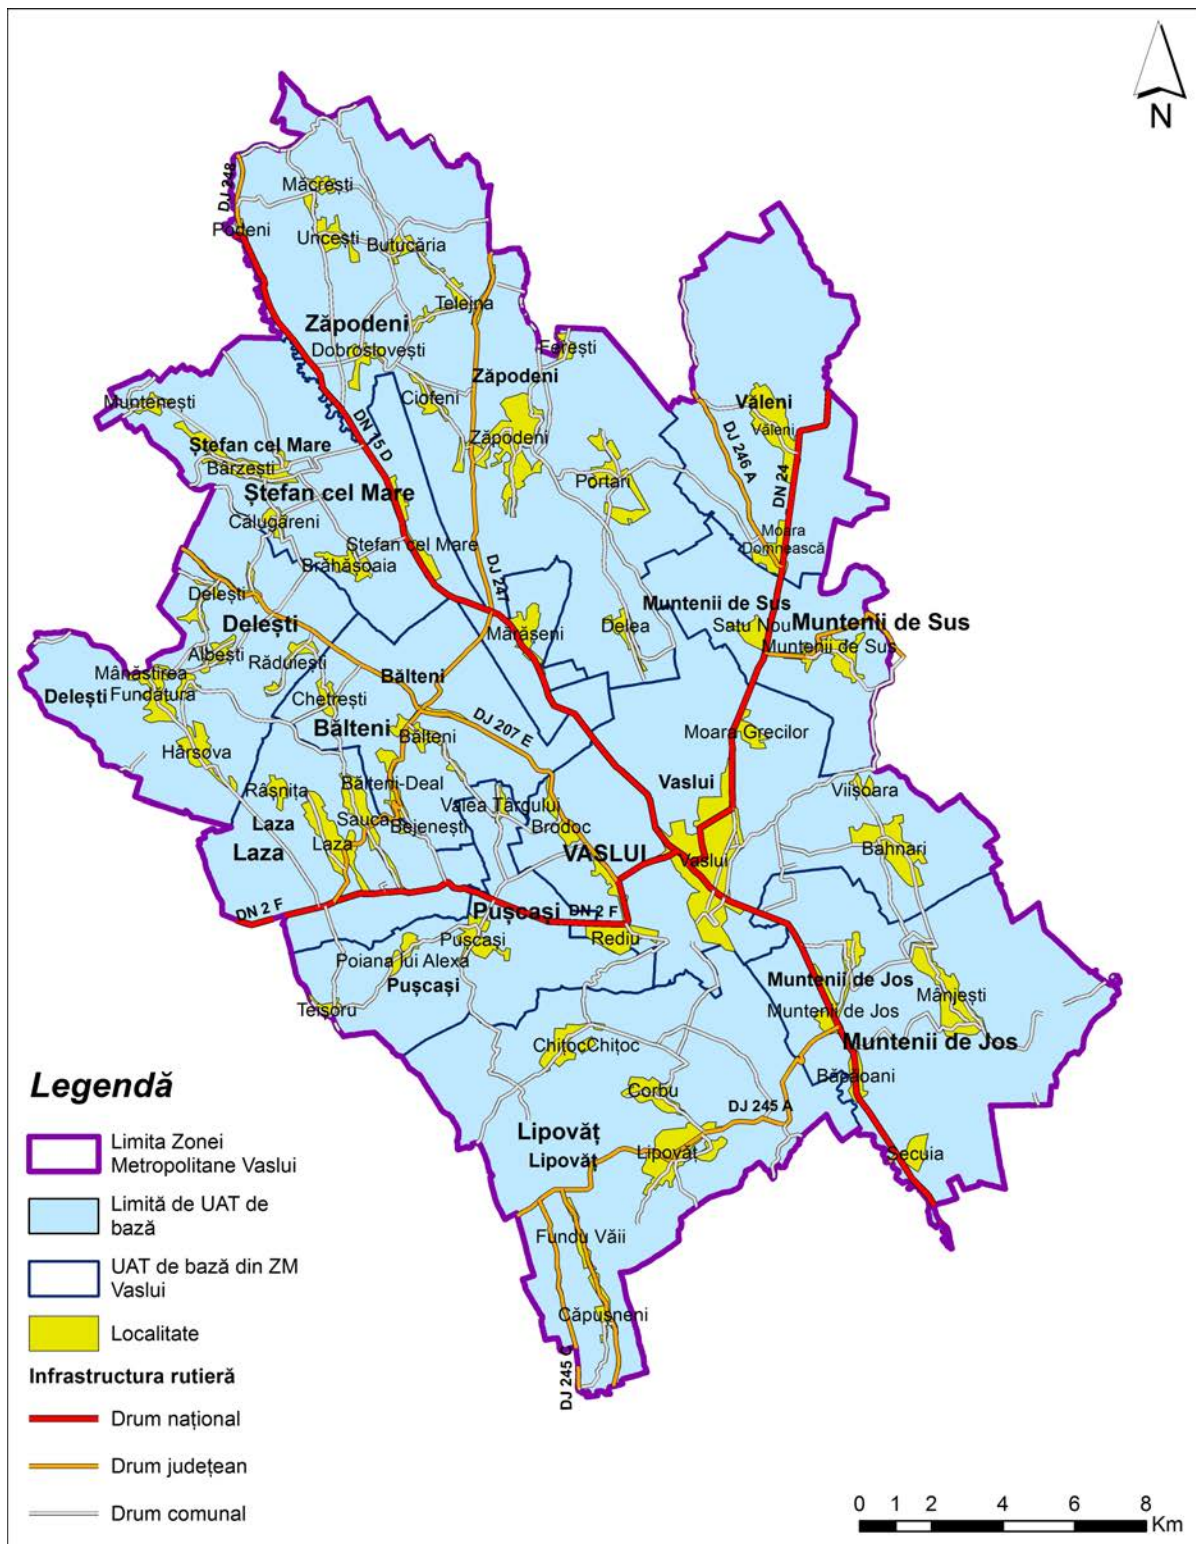 N
DJ 248
Măcrești
Podeni
Uncești
Butucăria
Telejna
Zăpodeni
Dobroslovești
Ferești
Zăpodeni
Ciofeni
Muntenești
DN 15 D
Văleni
Văleni
Zăpodeni
Ștefan cel Mare
Bârzești
DJ 246 A
DN 24
Portari
Ștefan cel Mare
Călugăreni
Moara
Domnească
Ștefan cel Mare
Brăhășoaia
DJ 247
Delești
Muntenii de Sus
Delești
Mărășeni
Delea
Satu Nou
Muntenii de Sus
Muntenii de Sus
Albești
Răduiești
Mânăstirea
Bălteni
Delești
Fundătura
Chetrești
Bălteni
DJ 207 E
Moara Grecilor
Bălteni
Hârșova
Vaslui
Râșnița
Bălteni-Deal
Viișoara
Valea Târgului
Laza
Sauca
Bejenești
Brodoc
Laza
Laza
VASLUI
Vaslui
Bahnari
DN 2 F
Pușcași
DN 2 F
Pușcași
Rediu
Poiana lui Alexa
Pușcași
Muntenii de Jos
Mânjești
Teișoru
Muntenii de Jos
Chițoc
Chițoc
Muntenii de Jos
Băcăoani
Corbu
DJ 245 A
Lipovăț
Lipovăț
Lipovăț
Secuia
Fundu Văii
Căpușneni
DJ 245 C
Legendă
Limita Zonei
Metropolitane Vaslui
Limită de UAT de
bază
UAT de bază din ZM
Vaslui
Localitate
Infrastructura rutieră
Drum național
Drum județean
Drum comunal
0 1 2 4 6 8
Km